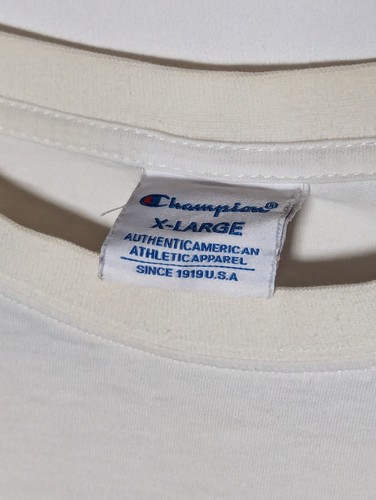 Champion®
X-LARGE
AUTHENTICAMERICAN
ATHLETICAPPAREL
SINCE 1919U.S.A